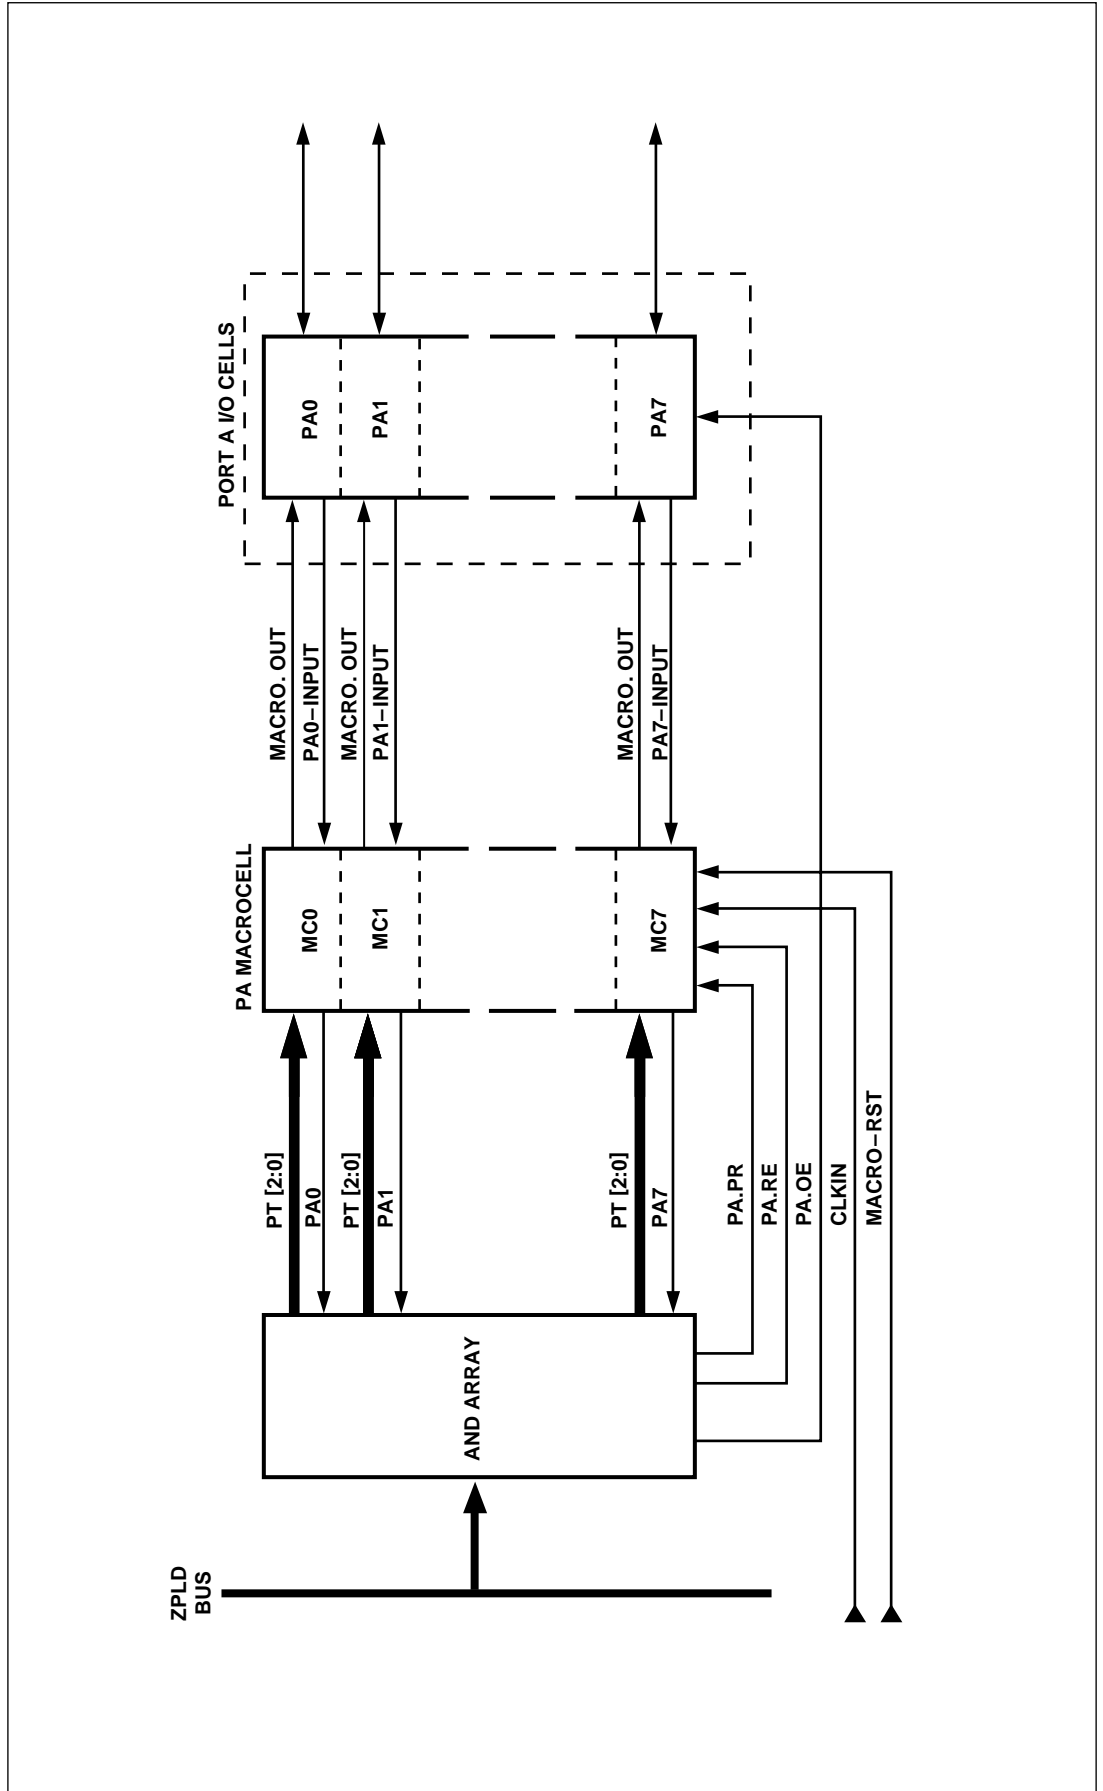 ZPLD
BUS
AND ARRAY
PT [2:0]
PA0
PT [2:0]
PA1
PT [2:0]
PA7
PA.PR
PA.RE
PA.OE
CLKIN
MACRO–RST
PA MACROCELL
MC0
MC1
MC7
MACRO. OUT
PA0–INPUT
MACRO. OUT
PA1–INPUT
MACRO. OUT
PA7–INPUT
PORT A I/O CELLS
PA0
PA1
PA7